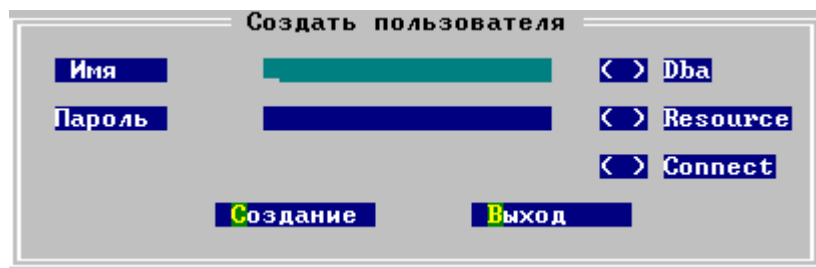 Создать пользователя
Имя < > Dba
Пароль < > Resource
< > Connect
Создание Выход